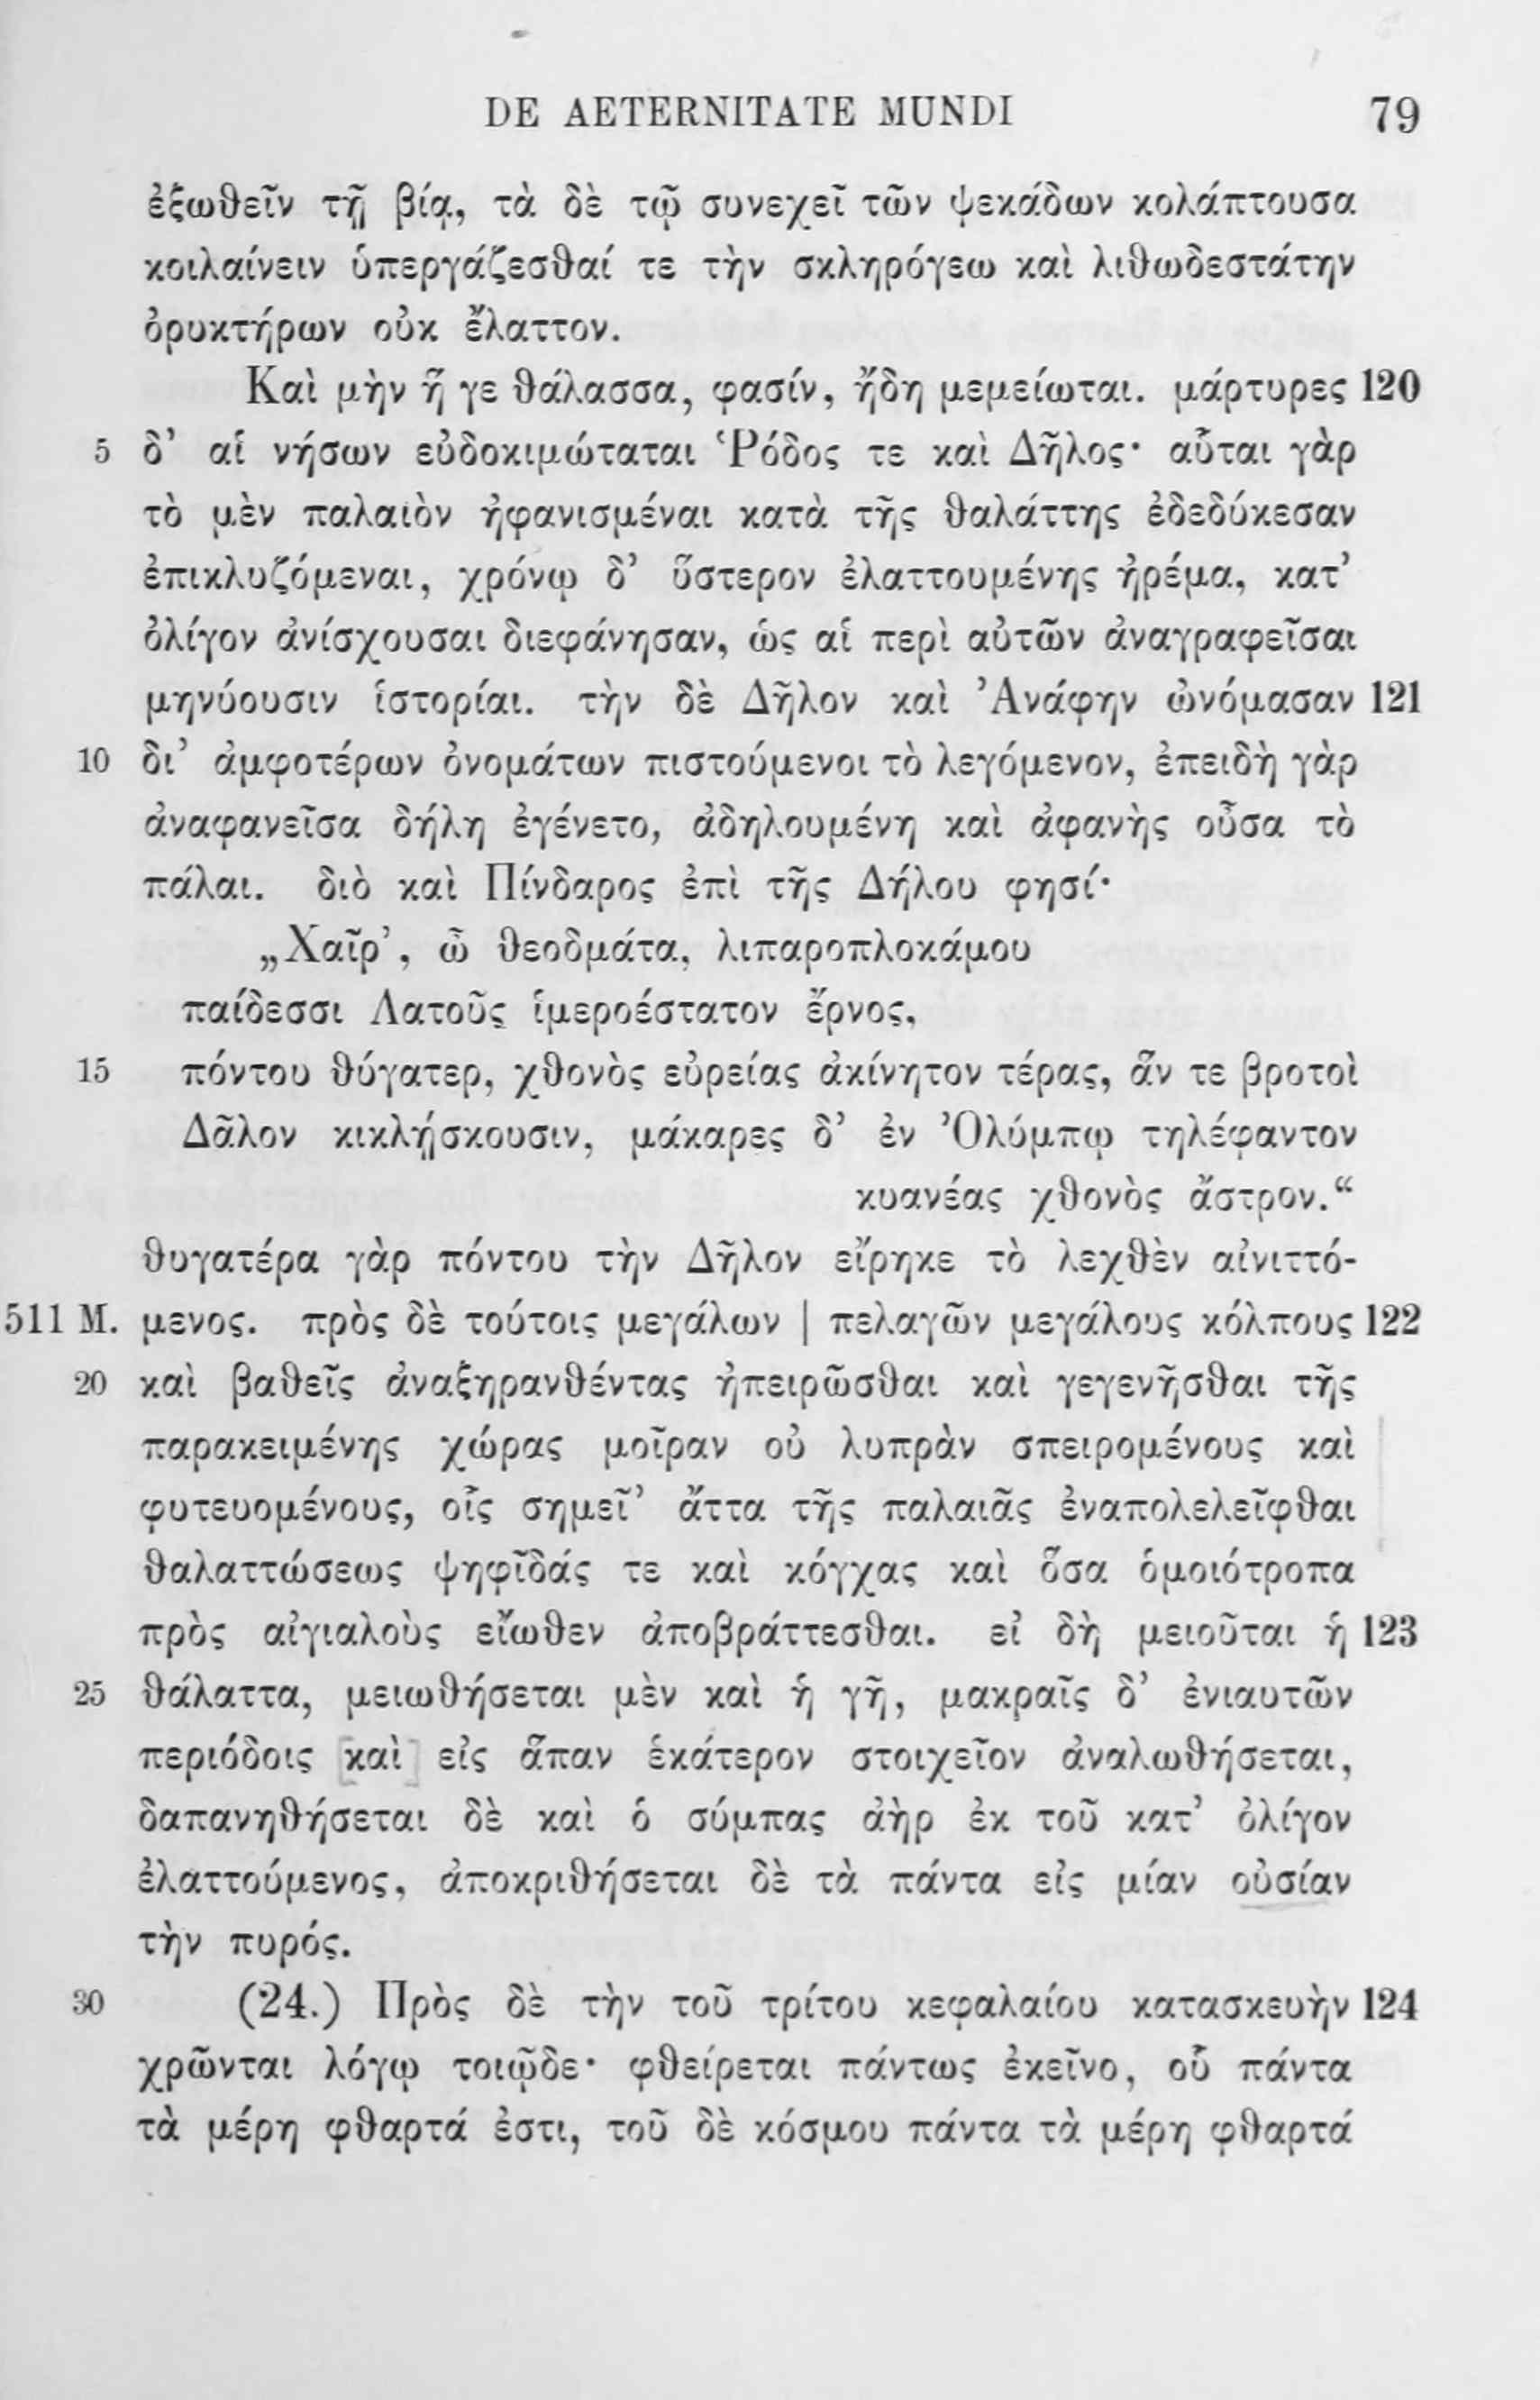 DE AETERNITATE MUNDI 79
ἐξωθεῖν τῇ βίᾳ, τὰ δὲ τῷ συνεχεῖ τῶν ψεκάδων κολάπτουσα
κοιλαίνειν ὑπεργάζεσθαί τε τὴν σκληρόγεω καὶ λιθωδεστάτην
ὀρυκτήρων οὐκ ἔλαττον.
Καὶ μὴν ἥ γε θάλασσα, φασίν, ἤδη μεμείωται. μάρτυρες 120
5 δ’ αἱ νήσων εὐδοκιμώταται Ῥόδος τε καὶ Δῆλος· αὗται γὰρ
τὸ μὲν παλαιὸν ἠφανισμέναι κατὰ τῆς θαλάττης ἐδεδύκεσαν
ἐπικλυζόμεναι, χρόνῳ δ’ ὕστερον ἐλαττουμένης ἠρέμα, κατ’
ὀλίγον ἀνίσχουσαι διεφάνησαν, ὡς αἱ περὶ αὐτῶν ἀναγραφεῖσαι
μηνύουσιν ἱστορίαι. τὴν δὲ Δῆλον καὶ Ἀνάφην ὠνόμασαν 121
10 δι’ ἀμφοτέρων ὀνομάτων πιστούμενοι τὸ λεγόμενον, ἐπειδὴ γὰρ
ἀναφανεῖσα δήλη ἐγένετο, ἀδηλουμένη καὶ ἀφανὴς οὖσα τὸ
πάλαι. διὸ καὶ Πίνδαρος ἐπὶ τῆς Δήλου φησί·
„Χαῖρ’, ὦ θεοδμάτα, λιπαροπλοκάμου
παίδεσσι Λατοῦς ἱμεροέστατον ἔρνος,
15 πόντου θύγατερ, χθονὸς εὐρείας ἀκίνητον τέρας, ἅν τε βροτοὶ
Δᾶλον κικλῄσκουσιν, μάκαρες δ’ ἐν Ὀλύμπῳ τηλέφαντον
κυανέας χθονὸς ἄστρον.“
θυγατέρα γὰρ πόντου τὴν Δῆλον εἴρηκε τὸ λεχθὲν αἰνιττό-
511 M. μενος. πρὸς δὲ τούτοις μεγάλων | πελαγῶν μεγάλους κόλπους 122
20 καὶ βαθεῖς ἀναξηρανθέντας ἠπειρῶσθαι καὶ γεγενῆσθαι τῆς
παρακειμένης χώρας μοῖραν οὐ λυπρὰν σπειρομένους καὶ
φυτευομένους, οἷς σημεῖ’ ἄττα τῆς παλαιᾶς ἐναπολελεῖφθαι
θαλαττώσεως ψηφῖδάς τε καὶ κόγχας καὶ ὅσα ὁμοιότροπα
πρὸς αἰγιαλοὺς εἴωθεν ἀποβράττεσθαι. εἰ δὴ μειοῦται ἡ 123
25 θάλαττα, μειωθήσεται μὲν καὶ ἡ γῆ, μακραῖς δ’ ἐνιαυτῶν
περιόδοις [καὶ] εἰς ἅπαν ἑκάτερον στοιχεῖον ἀναλωθήσεται,
δαπανηθήσεται δὲ καὶ ὁ σύμπας ἀὴρ ἐκ τοῦ κατ’ ὀλίγον
ἐλαττούμενος, ἀποκριθήσεται δὲ τὰ πάντα εἰς μίαν οὐσίαν
τὴν πυρός.
30 (24.) Πρὸς δὲ τὴν τοῦ τρίτου κεφαλαίου κατασκευὴν 124
χρῶνται λόγῳ τοιῷδε· φθείρεται πάντως ἐκεῖνο, οὗ πάντα
τὰ μέρη φθαρτά ἐστι, τοῦ δὲ κόσμου πάντα τὰ μέρη φθαρτά